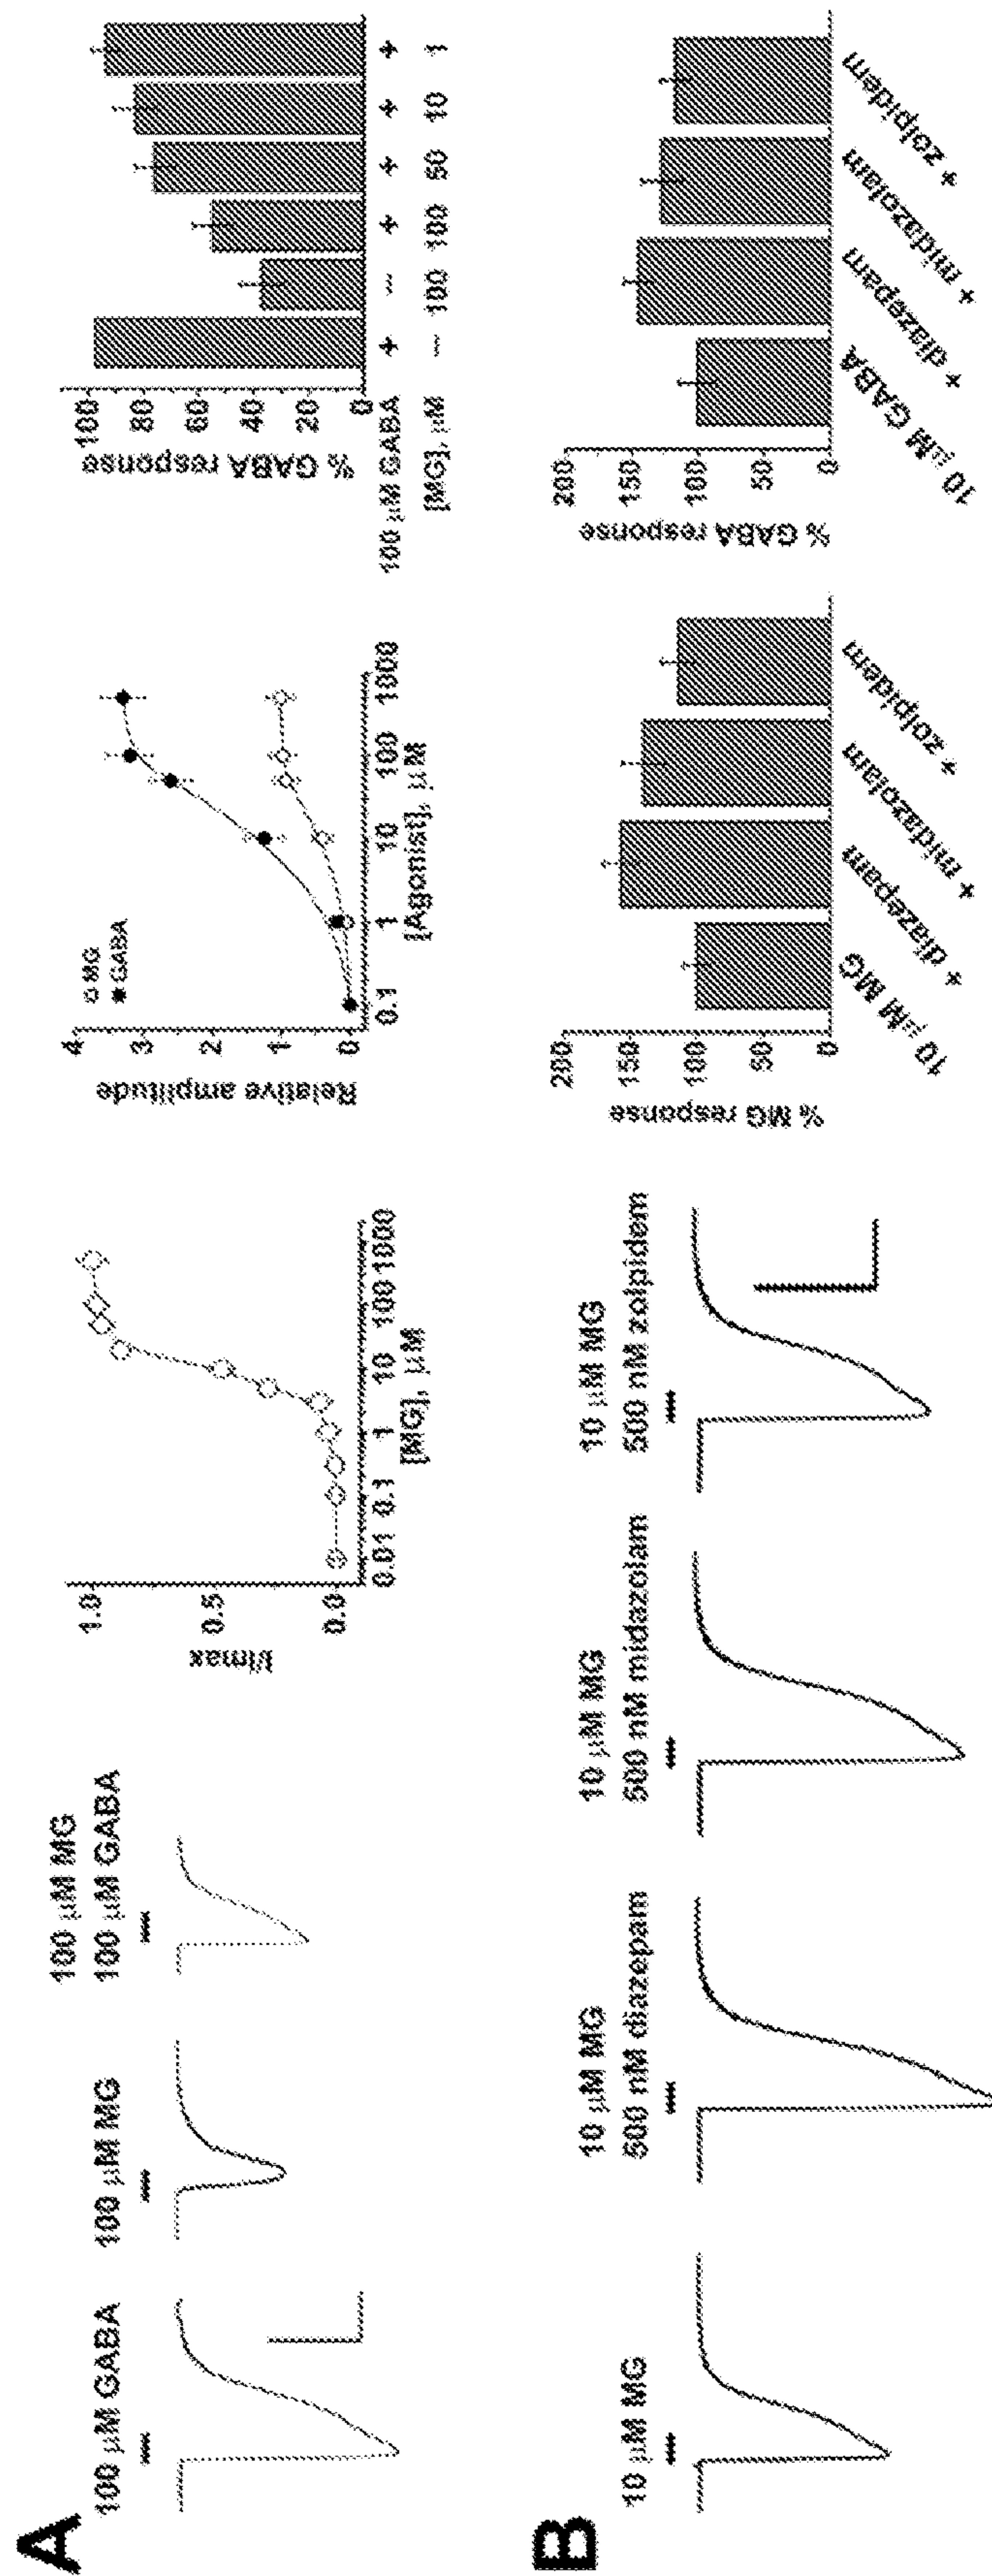 A
100 μM GABA
100 μM MG
100 μM MG
100 μM GABA
I/Imax
1.0
0.5
0.0
0.01 0.1 1 10 100 1000
[MG], μM
Relative amplitude
4
3
2
1
0
MG
GABA
0.1 1 10 100 1000
[Agonist], μM
% GABA response
100
80
60
40
20
0
100 μM GABA + − + + + +
[MG], μM − 100 100 50 10 1
B
10 μM MG
10 μM MG
500 nM diazepam
10 μM MG
500 nM midazolam
10 μM MG
500 nM zolpidem
% MG response
200
150
100
50
0
10 μM MG
+ diazepam
+ midazolam
+ zolpidem
% GABA response
200
150
100
50
0
10 μM GABA
+ diazepam
+ midazolam
+ zolpidem